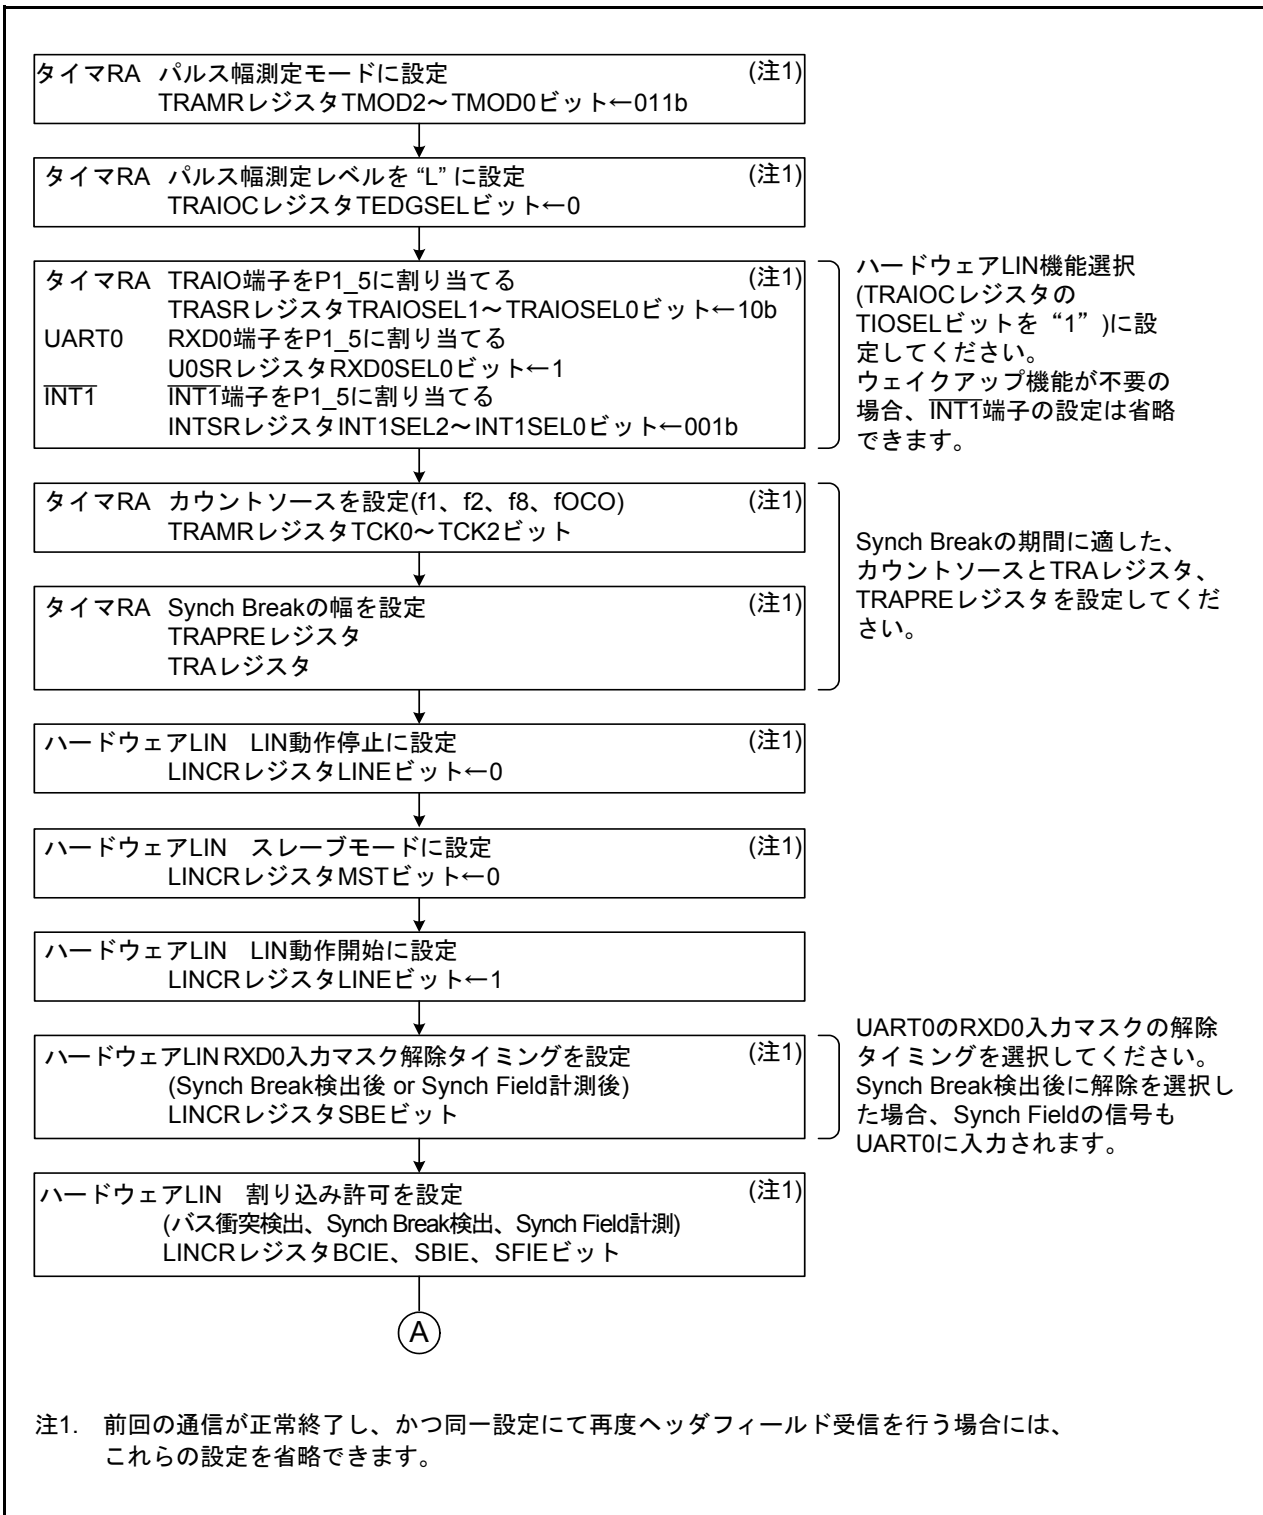 タイマRA パルス幅測定モードに設定 (注1)
TRAMRレジスタTMOD2～TMOD0ビット←011b
タイマRA パルス幅測定レベルを “L” に設定 (注1)
TRAIOCレジスタTEDGSELビット←0
タイマRA TRAIO端子をP1_5に割り当てる (注1)
TRASRレジスタTRAIOSEL1～TRAIOSEL0ビット←10b
UART0 RXD0端子をP1_5に割り当てる
U0SRレジスタRXD0SEL0ビット←1
INT1 INT1端子をP1_5に割り当てる
INTSRレジスタINT1SEL2～INT1SEL0ビット←001b
ハードウェアLIN機能選択
(TRAIOCレジスタの
TIOSELビットを “1” )に設
定してください。
ウェイクアップ機能が不要の
場合、INT1端子の設定は省略
できます。
タイマRA カウントソースを設定(f1、f2、f8、fOCO) (注1)
TRAMRレジスタTCK0～TCK2ビット
タイマRA Synch Breakの幅を設定 (注1)
TRAPREレジスタ
TRAレジスタ
Synch Breakの期間に適した、
カウントソースとTRAレジスタ、
TRAPREレジスタを設定してくだ
さい。
ハードウェアLIN LIN動作停止に設定 (注1)
LINCRレジスタLINEビット←0
ハードウェアLIN スレーブモードに設定 (注1)
LINCRレジスタMSTビット←0
ハードウェアLIN LIN動作開始に設定
LINCRレジスタLINEビット←1
ハードウェアLIN RXD0入力マスク解除タイミングを設定 (注1)
(Synch Break検出後 or Synch Field計測後)
LINCRレジスタSBEビット
UART0のRXD0入力マスクの解除
タイミングを選択してください。
Synch Break検出後に解除を選択し
た場合、Synch Fieldの信号も
UART0に入力されます。
ハードウェアLIN 割り込み許可を設定 (注1)
(バス衝突検出、Synch Break検出、Synch Field計測)
LINCRレジスタBCIE、SBIE、SFIEビット
A
注1. 前回の通信が正常終了し、かつ同一設定にて再度ヘッダフィールド受信を行う場合には、
これらの設定を省略できます。